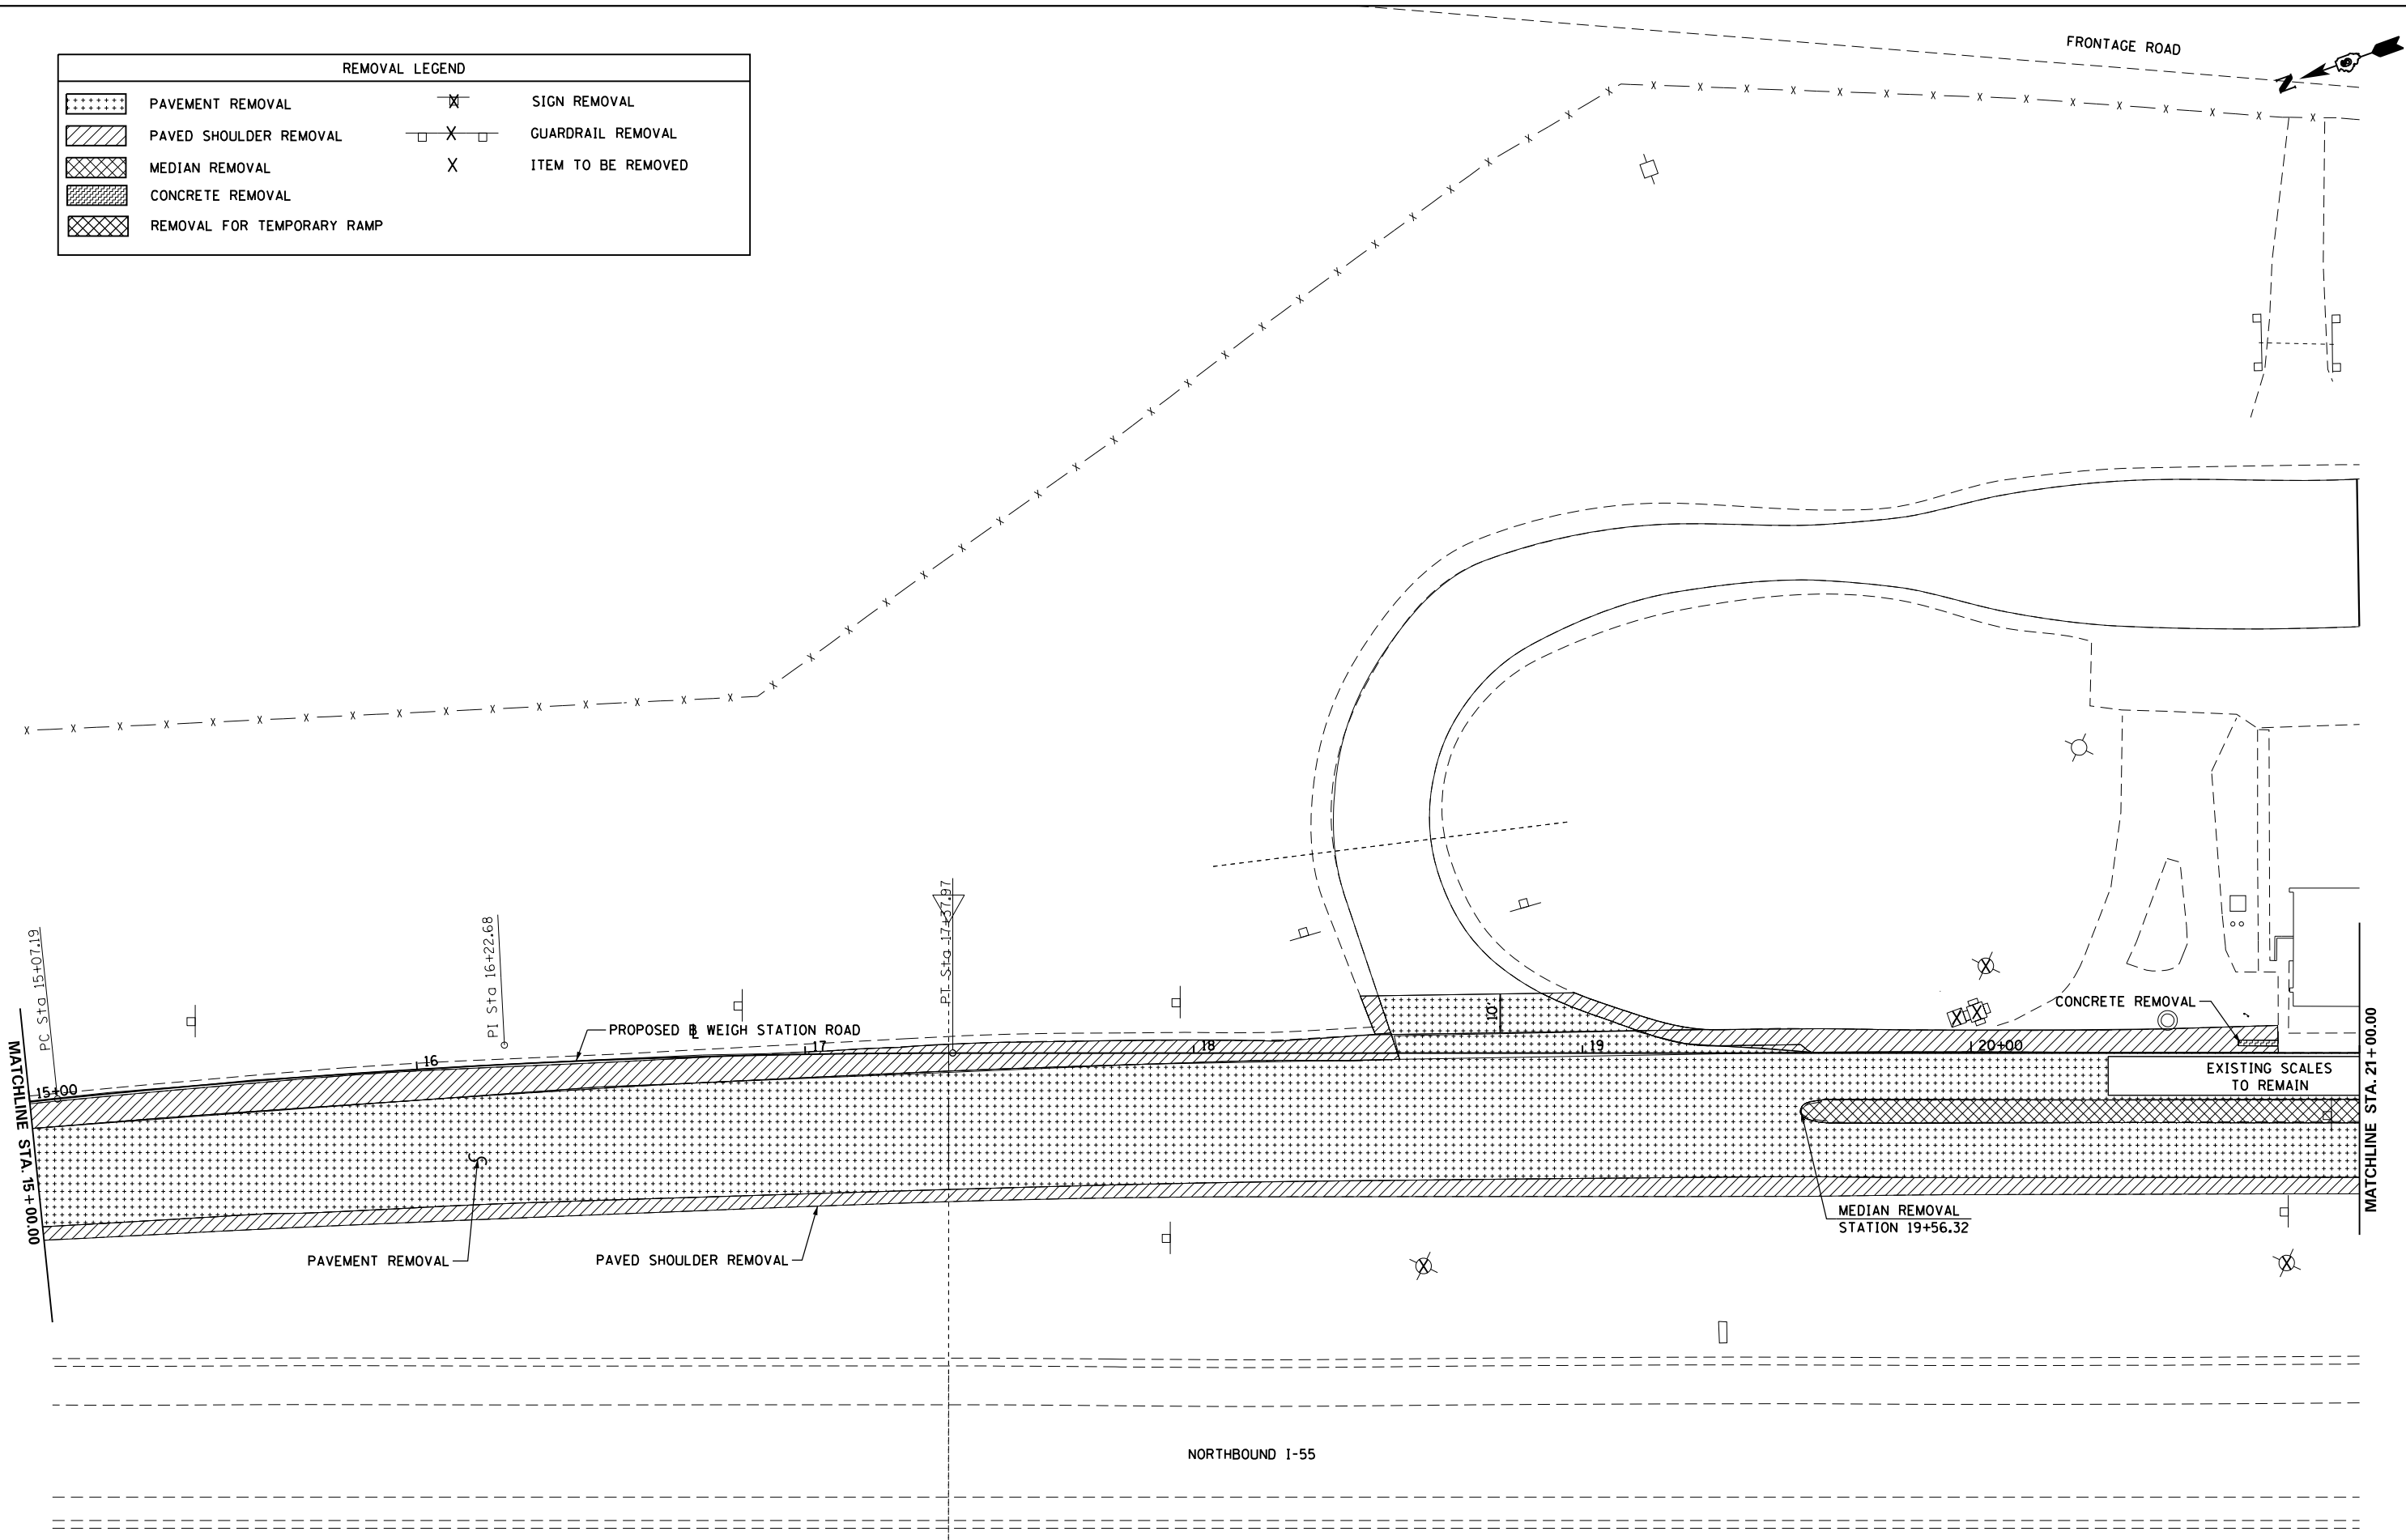 FRONTAGE ROAD
N
REMOVAL LEGEND
PAVEMENT REMOVAL
SIGN REMOVAL
PAVED SHOULDER REMOVAL
X
GUARDRAIL REMOVAL
MEDIAN REMOVAL
X
ITEM TO BE REMOVED
CONCRETE REMOVAL
REMOVAL FOR TEMPORARY RAMP
PC Sta 15+07.19
PI Sta 16+22.68
PT Sta 17+37.97
PROPOSED ℄ WEIGH STATION ROAD
10'
CONCRETE REMOVAL
15+00
16
17
18
19
20+00
EXISTING SCALES
TO REMAIN
MATCHLINE STA. 15 + 00.00
MATCHLINE STA. 21 + 00.00
MEDIAN REMOVAL
STATION 19+56.32
PAVEMENT REMOVAL
PAVED SHOULDER REMOVAL
NORTHBOUND I-55